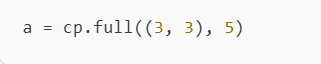 a = cp.full((3, 3), 5)